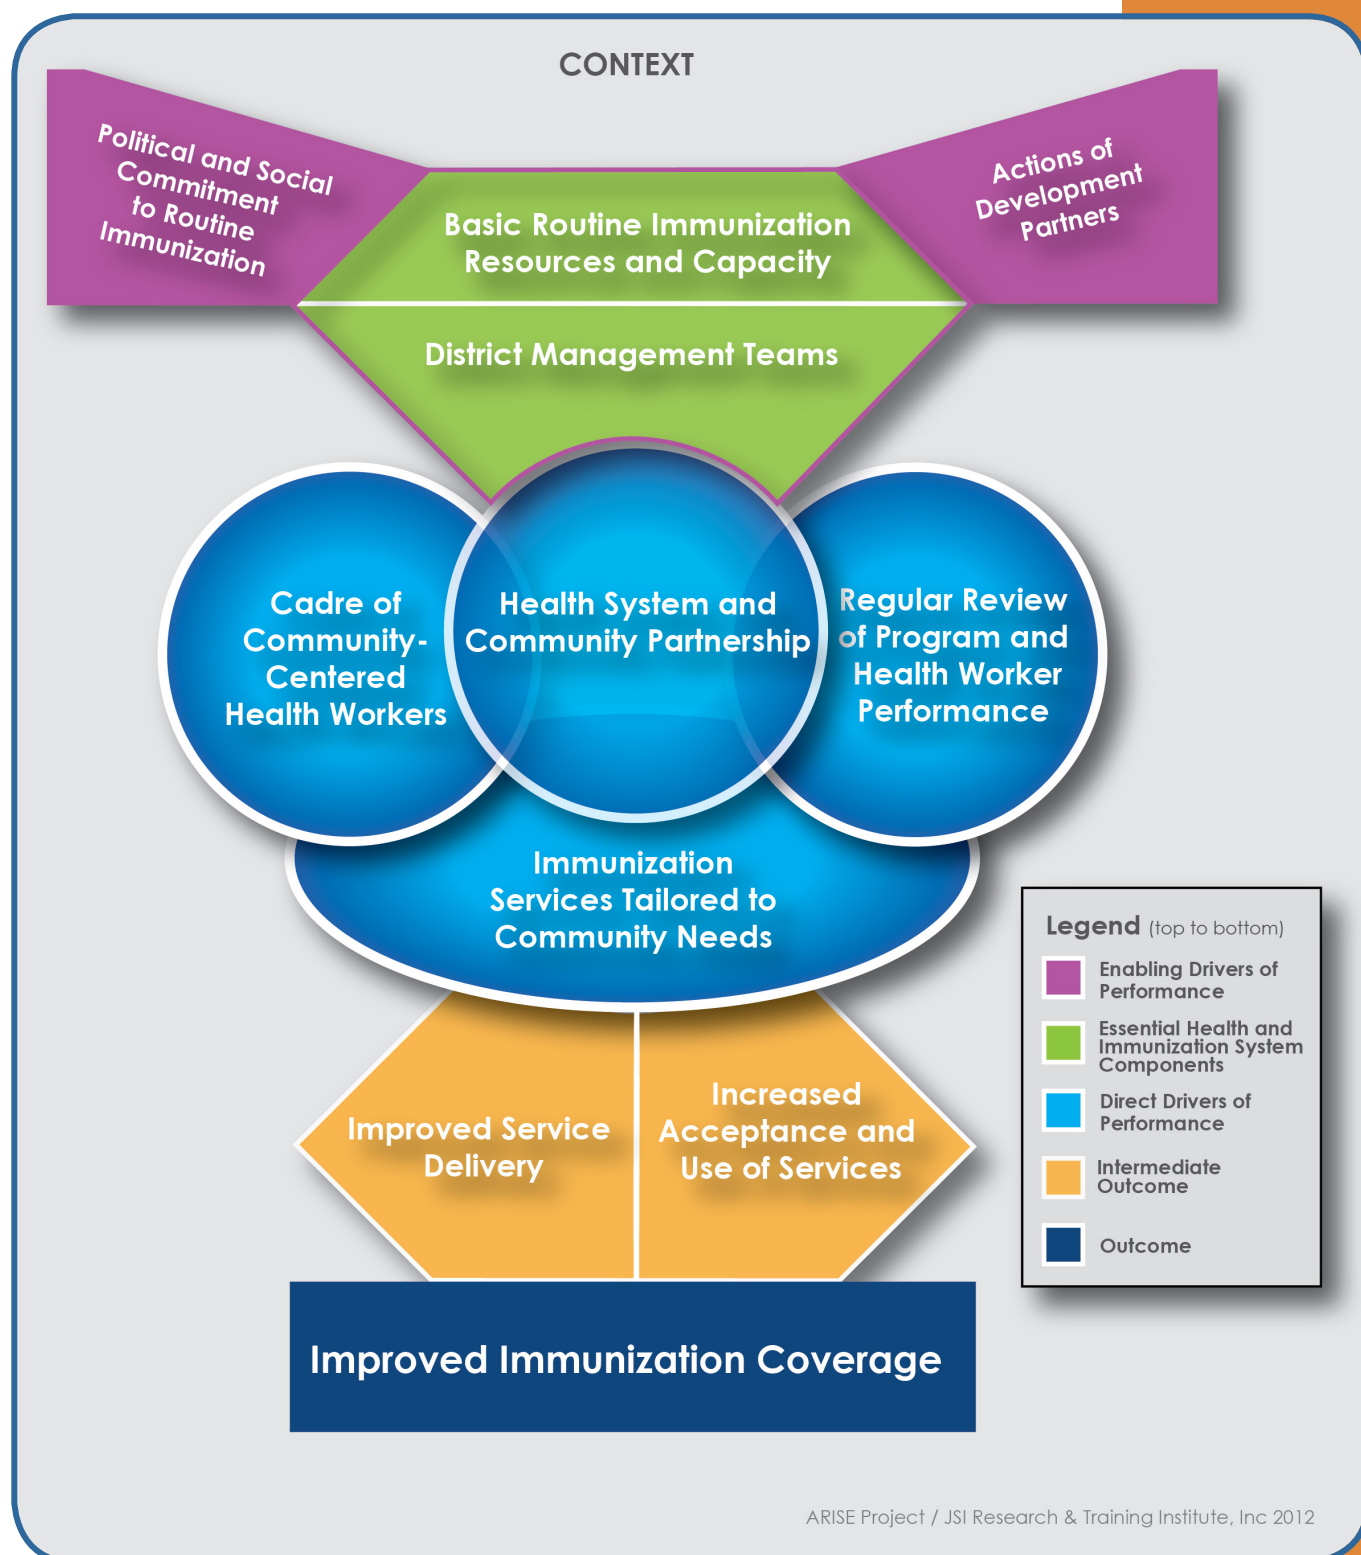 CONTEXT
Political and Social
Commitment
to Routine
Immunization
Actions of
Development
Partners
Basic Routine Immunization
Resources and Capacity
District Management Teams
Cadre of
Community-
Centered
Health Workers
Health System and
Community Partnership
Regular Review
of Program and
Health Worker
Performance
Immunization
Services Tailored to
Community Needs
Improved Service
Delivery
Increased
Acceptance and
Use of Services
Improved Immunization Coverage
Legend (top to bottom)
Enabling Drivers of
Performance
Essential Health and
Immunization System
Components
Direct Drivers of
Performance
Intermediate
Outcome
Outcome
ARISE Project / JSI Research & Training Institute, Inc 2012